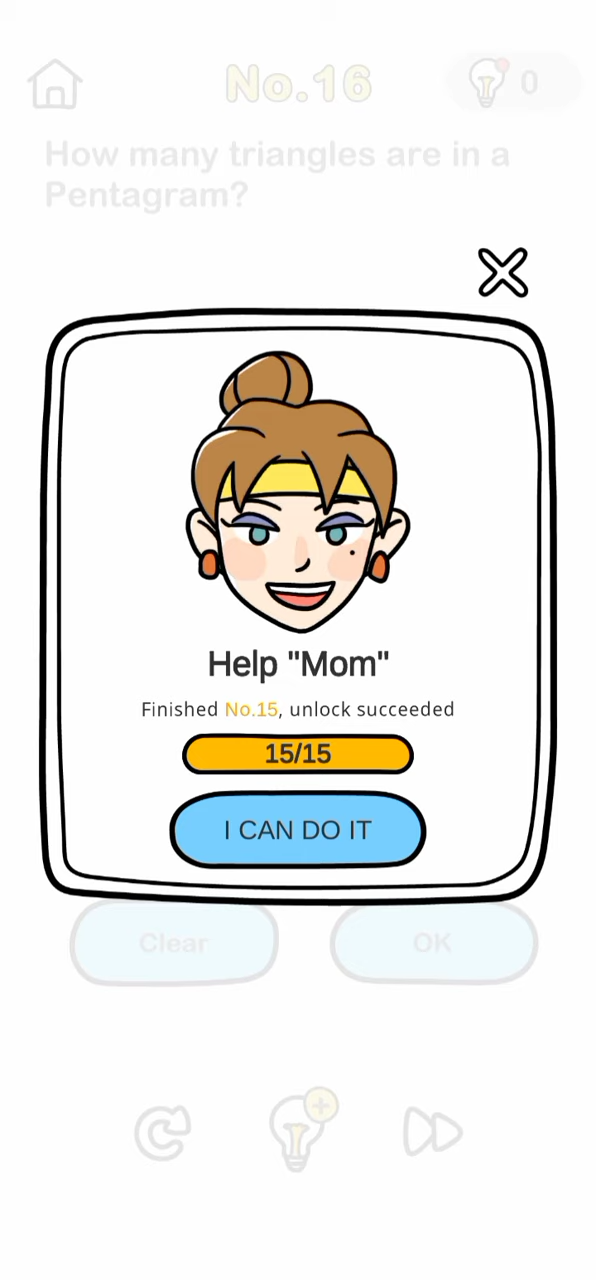 No.16
0
How many triangles are in a
Pentagram?
Help "Mom"
Finished No.15, unlock succeeded
15/15
I CAN DO IT
Clear
OK